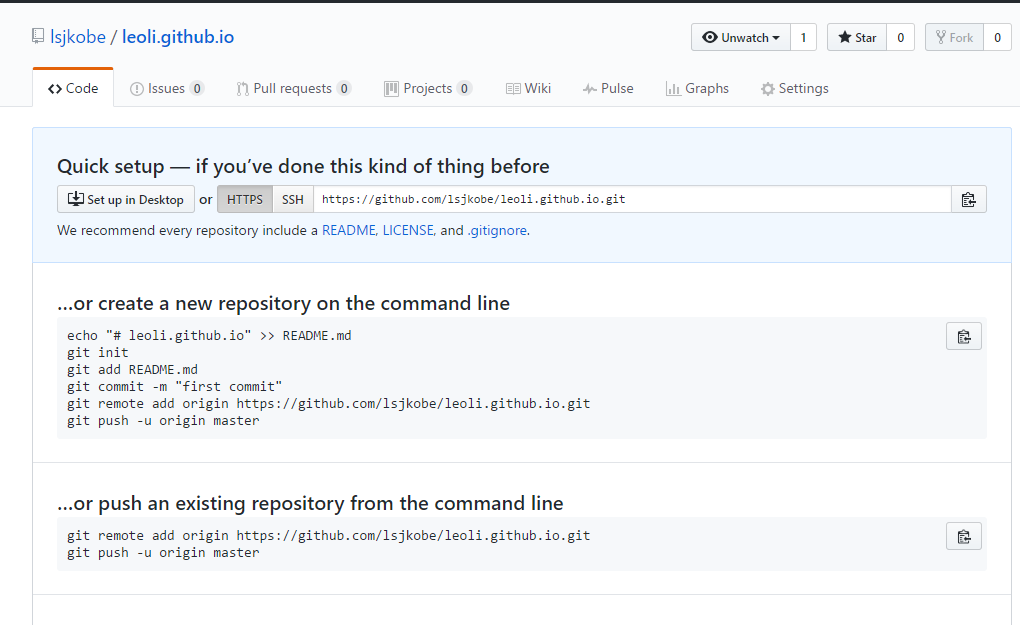 lsjkobe / leoli.github.io
Unwatch 1 Star 0 Fork 0
Code Issues 0 Pull requests 0 Projects 0 Wiki Pulse Graphs Settings
Quick setup — if you’ve done this kind of thing before
Set up in Desktop or HTTPS SSH https://github.com/lsjkobe/leoli.github.io.git
We recommend every repository include a README, LICENSE, and .gitignore.
…or create a new repository on the command line
echo "# leoli.github.io" >> README.md
git init
git add README.md
git commit -m "first commit"
git remote add origin https://github.com/lsjkobe/leoli.github.io.git
git push -u origin master
…or push an existing repository from the command line
git remote add origin https://github.com/lsjkobe/leoli.github.io.git
git push -u origin master